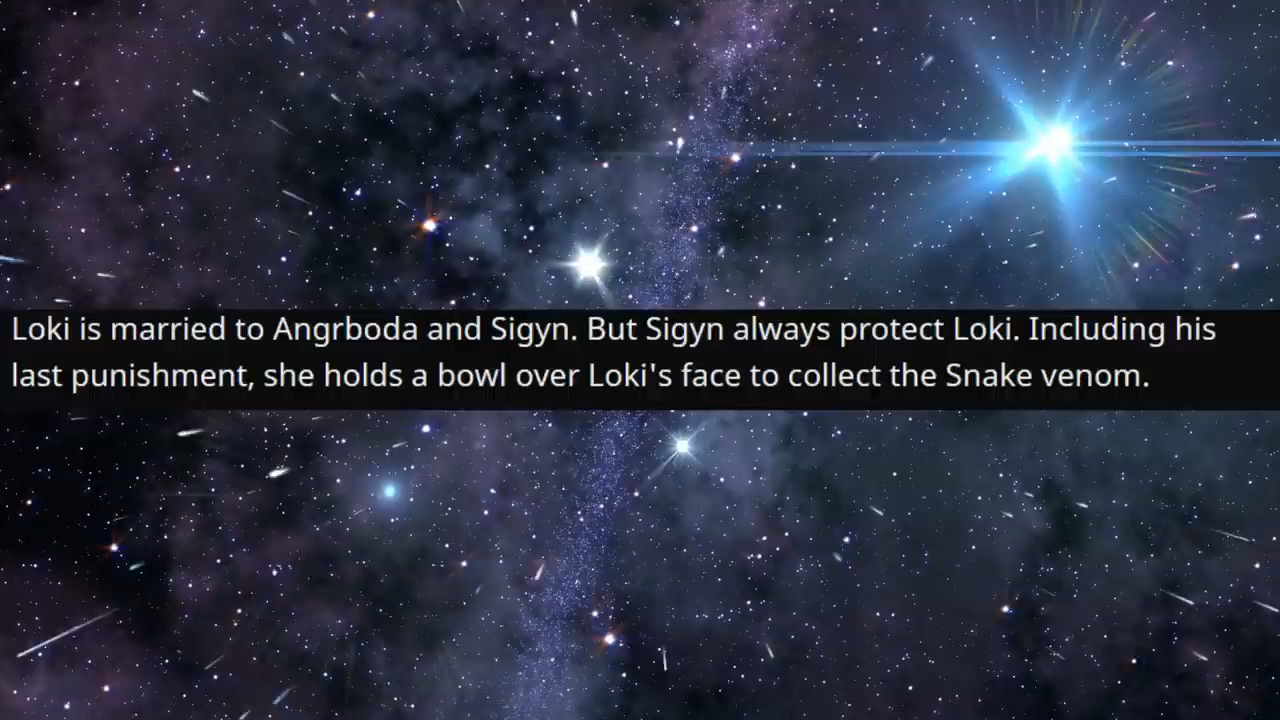 Loki is married to Angrboda and Sigyn. But Sigyn always protect Loki. Including his
last punishment, she holds a bowl over Loki's face to collect the Snake venom.